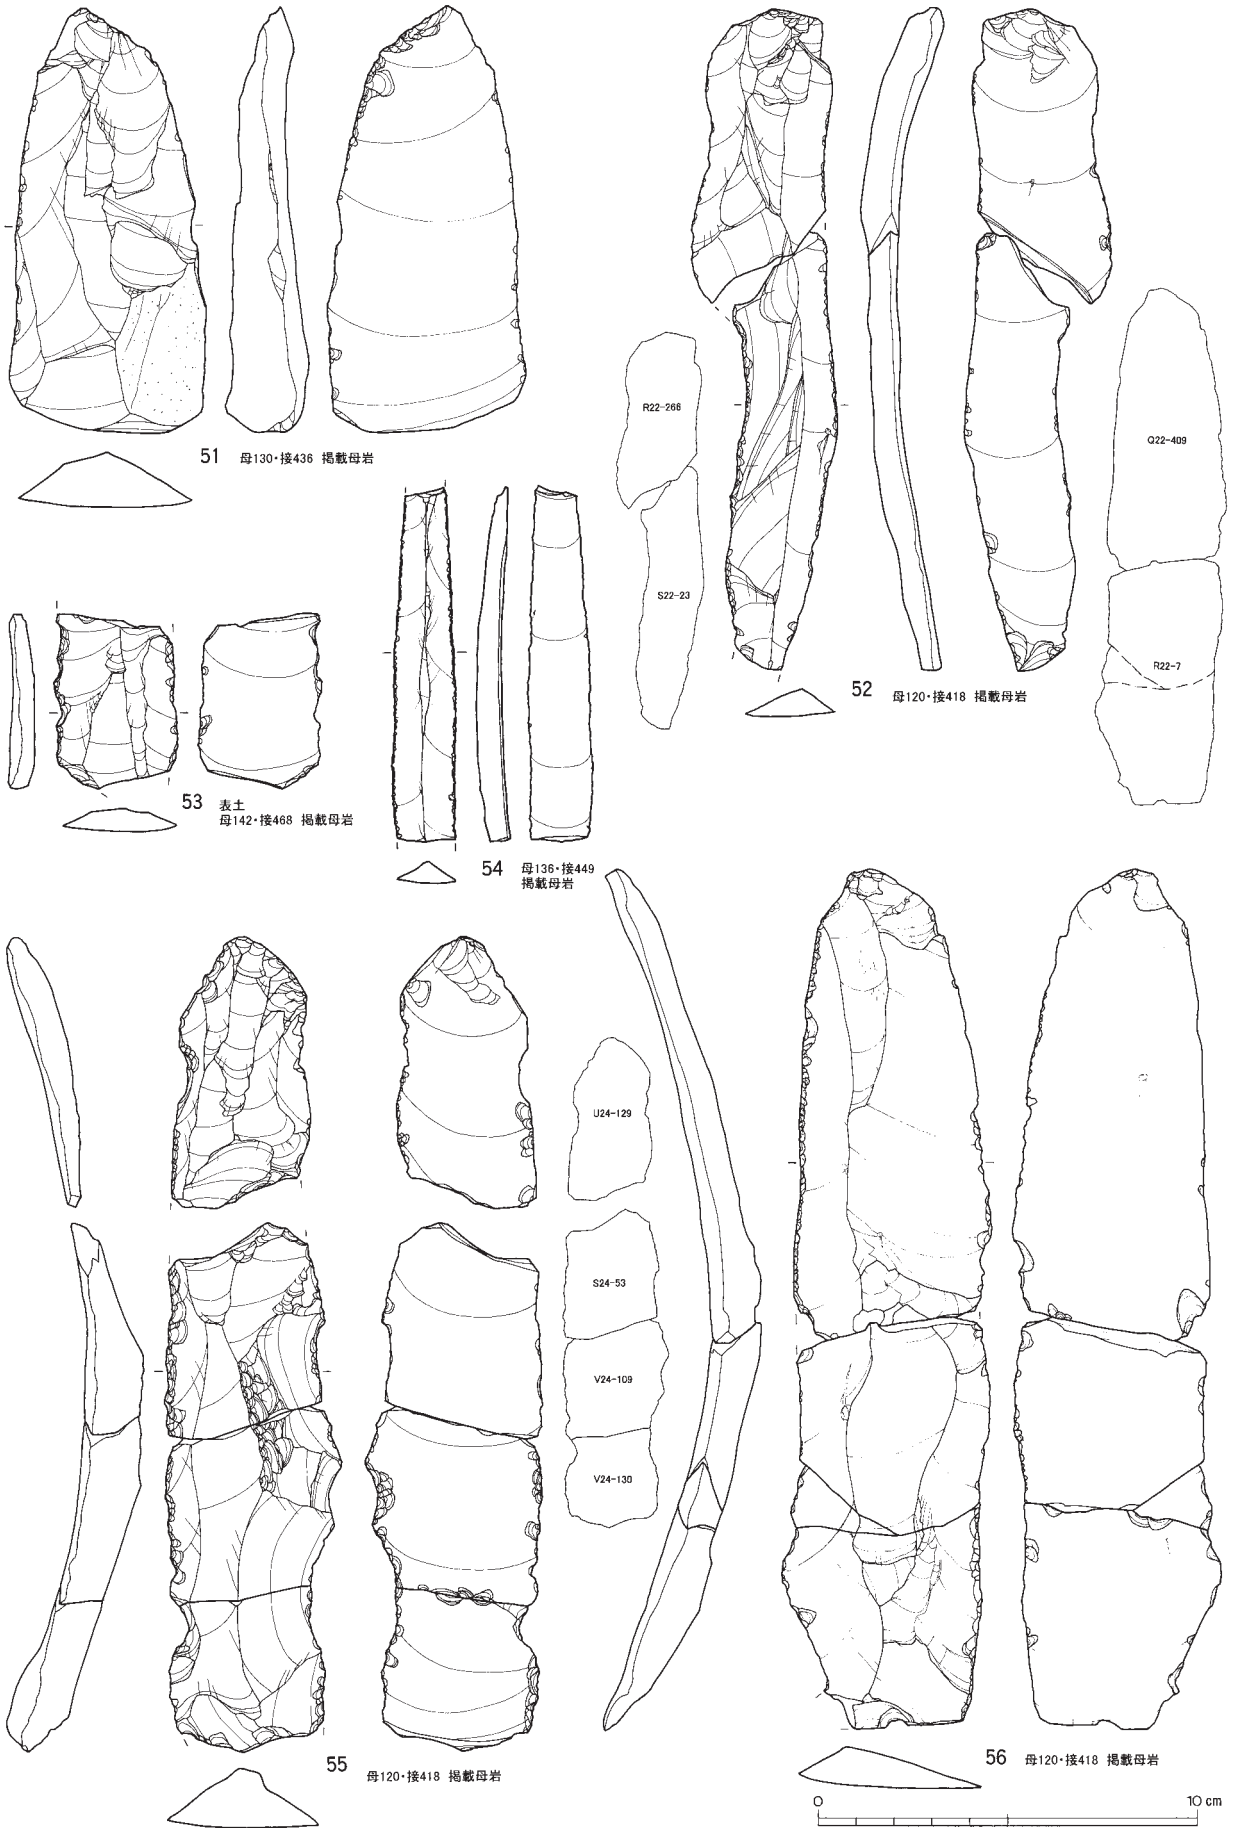 51 母130・接436 掲載母岩
R22-266
S22-23
Q22-409
R22-7
52 母120・接418 掲載母岩
53 表土
母142・接468 掲載母岩
54 母136・接449
掲載母岩
U24-129
S24-53
V24-109
V24-130
55 母120・接418 掲載母岩
56 母120・接418 掲載母岩
0 10 cm